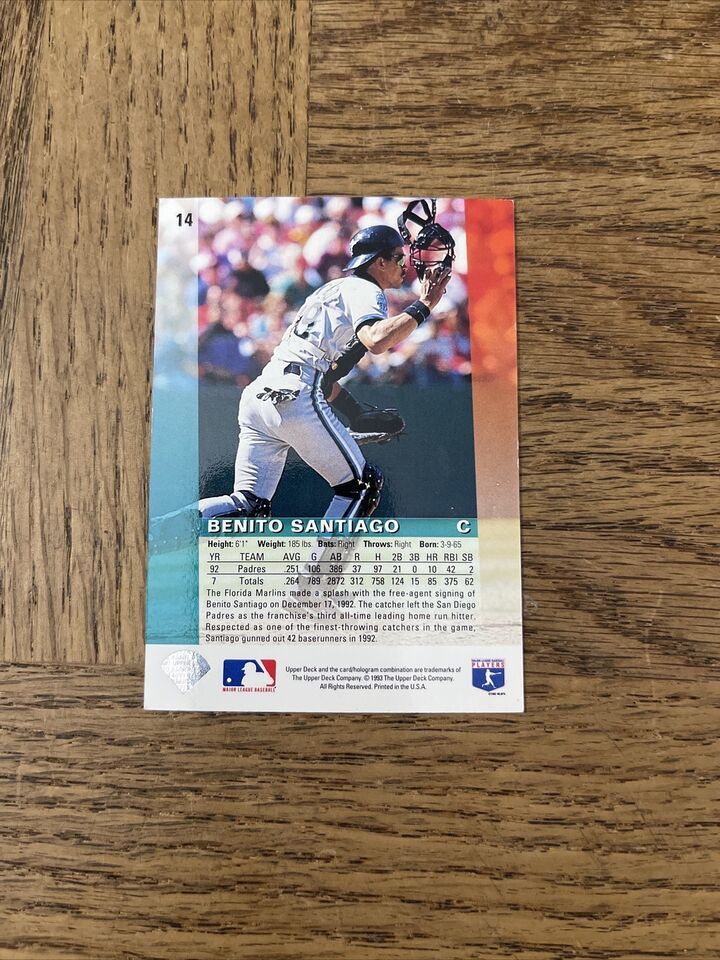 14
BENITO SANTIAGO C
Height: 6'1" Weight: 185 lbs. Bats: Right Throws: Right Born: 3-9-65
YR TEAM AVG G AB R H 2B 3B HR RBI SB
92 Padres .251 106 386 37 97 21 0 10 42 2
7 Totals .264 789 2872 312 758 124 15 85 375 62
The Florida Marlins made a splash with the free-agent signing of
Benito Santiago on December 17, 1992. The catcher left the San Diego
Padres as the franchise's third all-time leading home run hitter.
Respected as one of the finest-throwing catchers in the game,
Santiago gunned out 42 baserunners in 1992.
Upper Deck and the card/hologram combination are trademarks of
The Upper Deck Company. © 1993 The Upper Deck Company.
All Rights Reserved. Printed in the U.S.A.
MAJOR LEAGUE BASEBALL
PLAYERS